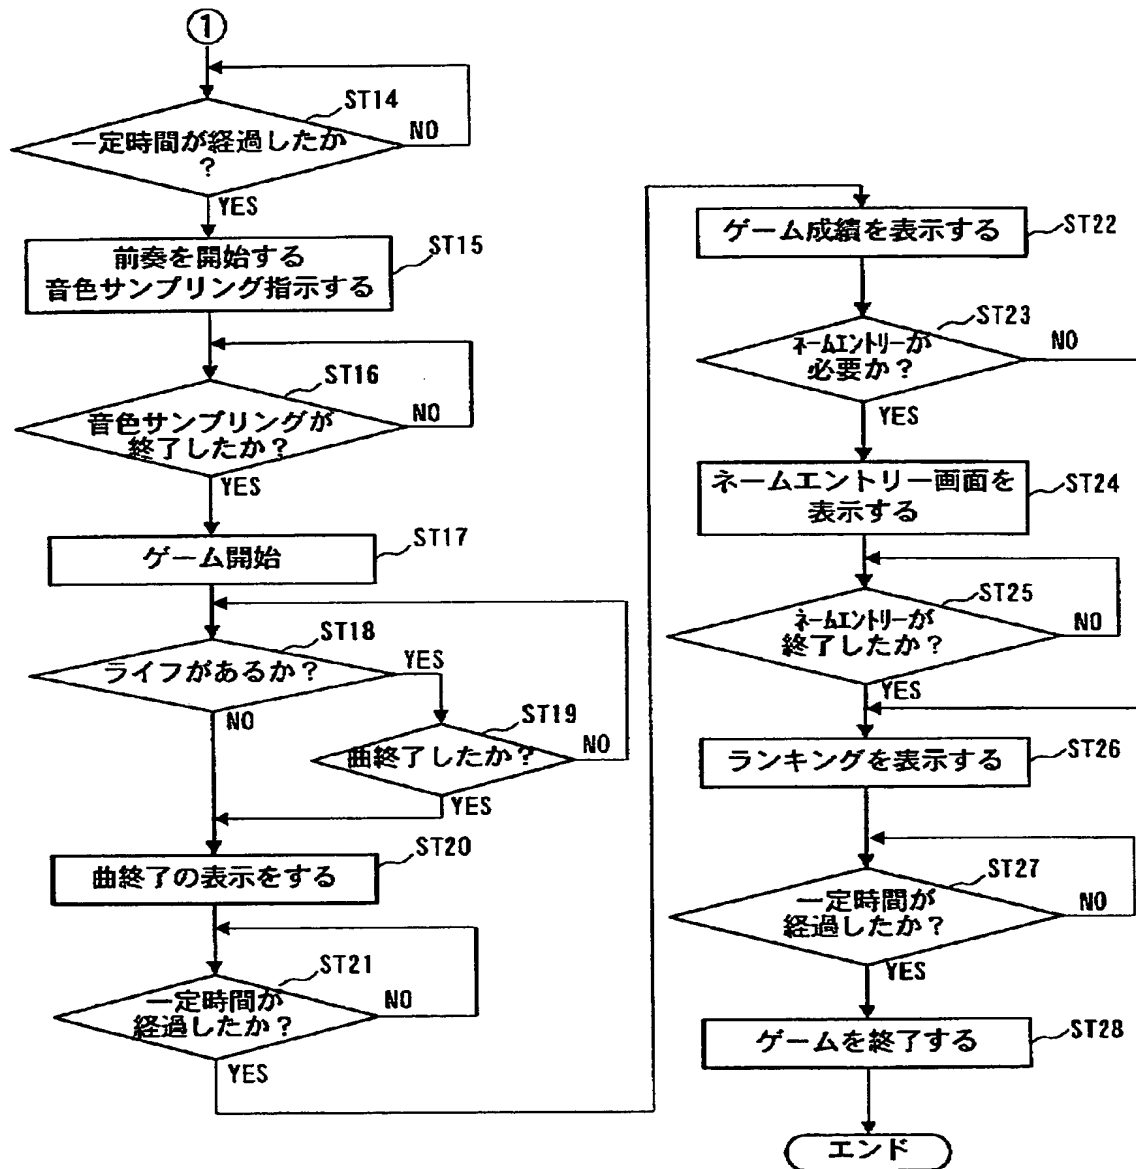 ①
ST14
一定時間が経過したか
?
NO
YES
ST15
前奏を開始する
音色サンプリング指示する
ST16
音色サンプリングが
終了したか?
NO
YES
ST17
ゲーム開始
ST18
ライフがあるか?
YES
NO
ST19
曲終了したか?
NO
YES
ST20
曲終了の表示をする
ST21
一定時間が
経過したか?
NO
YES
ST22
ゲーム成績を表示する
ST23
ネームエントリーが
必要か?
NO
YES
ST24
ネームエントリー画面を
表示する
ST25
ネームエントリーが
終了したか?
NO
YES
ST26
ランキングを表示する
ST27
一定時間が
経過したか?
NO
YES
ST28
ゲームを終了する
エンド